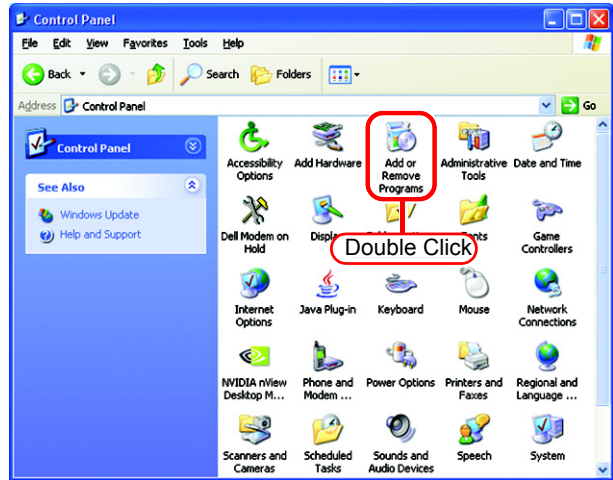 Control Panel
File Edit View Favorites Tools Help
Back Search Folders
Address Control Panel Go
Control Panel
See Also
Windows Update
Help and Support
Accessibility Options
Add Hardware
Add or Remove Programs
Administrative Tools
Date and Time
Dell Modem on Hold
Double Click
Game Controllers
Internet Options
Java Plug-in
Keyboard
Mouse
Network Connections
NVIDIA nView Desktop M...
Phone and Modem ...
Power Options
Printers and Faxes
Regional and Language ...
Scanners and Cameras
Scheduled Tasks
Sounds and Audio Devices
Speech
System